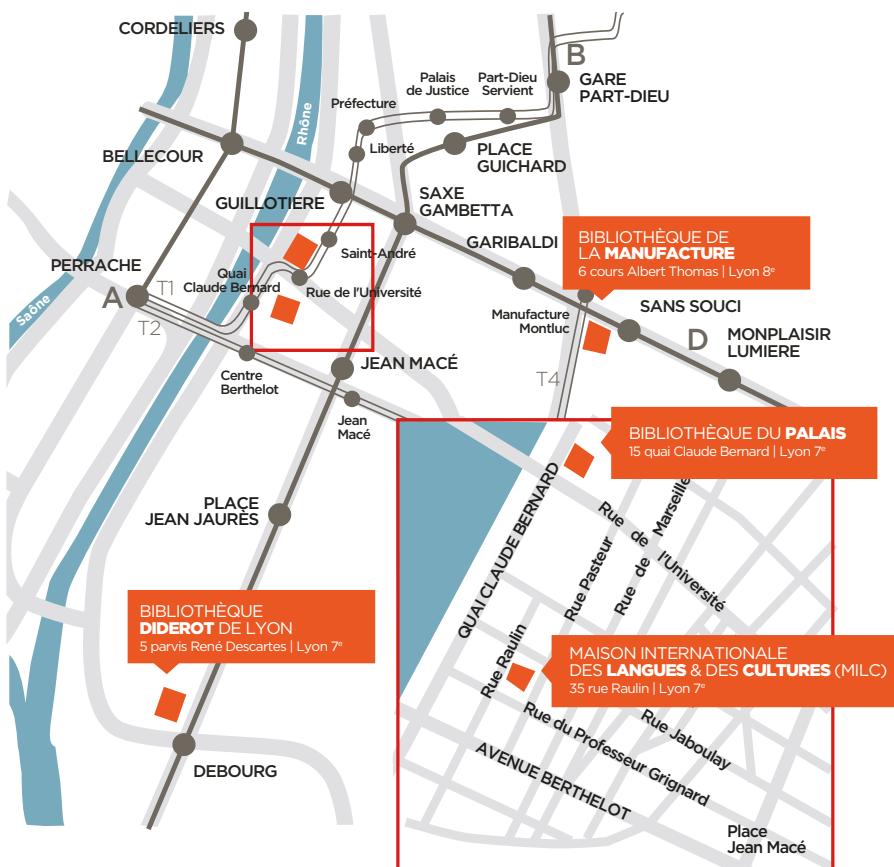 CORDELIERS
B
GARE
PART-DIEU
Palais
de Justice
Part-Dieu
Servient
Préfecture
Rhône
Liberté
PLACE
GUICHARD
BELLECOUR
GUILLOTIERE
SAXE
GAMBETTA
GARIBALDI
BIBLIOTHÈQUE DE
LA MANUFACTURE
6 cours Albert Thomas | Lyon 8e
Saint-André
PERRACHE
Quai
Claude Bernard
Rue de l'Université
A
T1
T2
Saône
Manufacture
Montluc
SANS SOUCI
D
MONPLAISIR
LUMIERE
Centre
Berthelot
JEAN MACÉ
T4
Jean
Macé
BIBLIOTHÈQUE DU PALAIS
15 quai Claude Bernard | Lyon 7e
PLACE
JEAN JAURÈS
QUAI CLAUDE BERNARD
Rue Pasteur
Rue de Marseille
Rue de l'Université
BIBLIOTHÈQUE
DIDEROT DE LYON
5 parvis René Descartes | Lyon 7e
Rue Raulin
MAISON INTERNATIONALE
DES LANGUES & DES CULTURES (MILC)
35 rue Raulin | Lyon 7e
Rue Jaboulay
Rue du Professeur Grignard
AVENUE BERTHELOT
DEBOURG
Place
Jean Macé